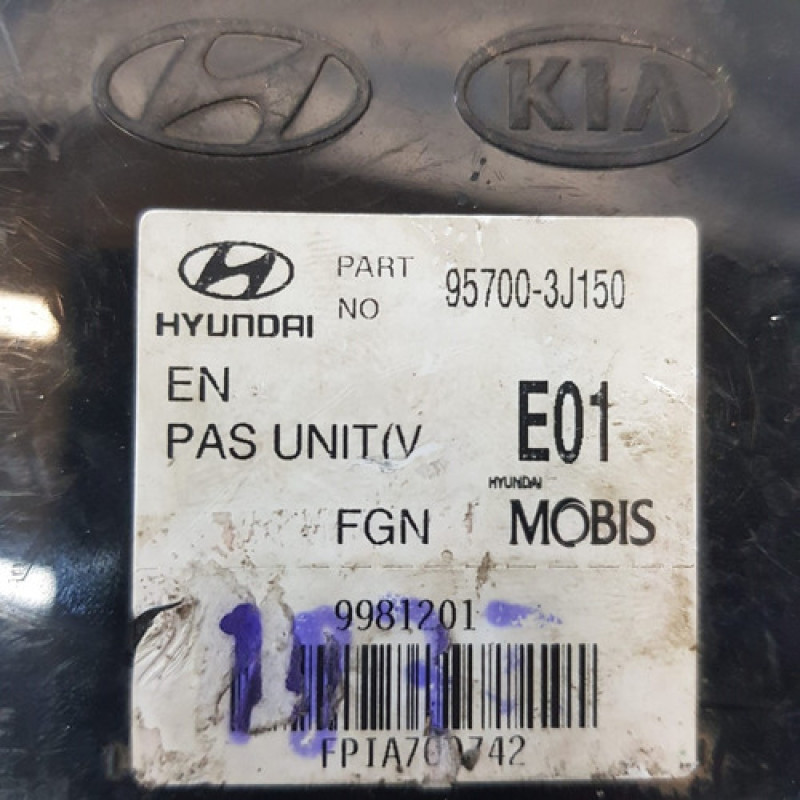 KIA
HYUNDAI
PART NO 95700-3J150
EN
PAS UNIT(V E01
HYUNDAI
FGN MOBIS
9981201